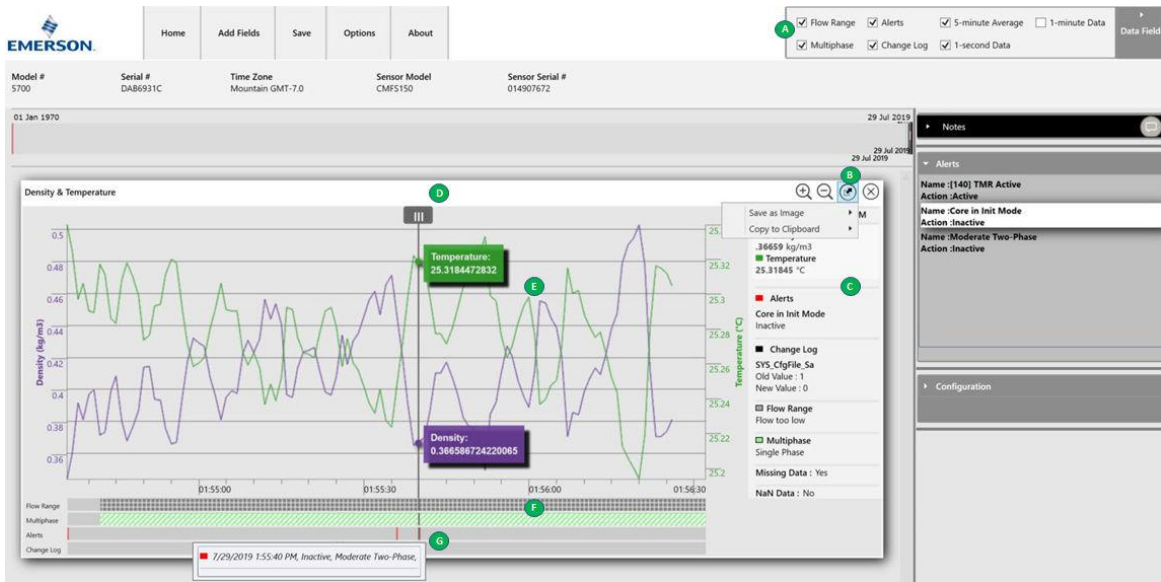 EMERSON.
Home
Add Fields
Save
Options
About
A
Flow Range
Alerts
5-minute Average
1-minute Data
Multiphase
Change Log
1-second Data
Data Field
Model #
5700
Serial #
DAB6931C
Time Zone
Mountain GMT-7.0
Sensor Model
CMFS150
Sensor Serial #
014907672
01 Jan 1970
29 Jul 2019
29 Jul 2019
29 Jul 2019
Density & Temperature
D
B
Save as Image
Copy to Clipboard
M
.36659 kg/m3
Temperature
25.31845 °C
C
Alerts
Core in Init Mode
Inactive
Change Log
SYS_CfgFile_Sa
Old Value : 1
New Value : 0
Flow Range
Flow too low
Multiphase
Single Phase
Missing Data : Yes
NaN Data : No
Density (kg/m3)
0.5
0.48
0.46
0.44
0.42
0.4
0.38
0.36
Temperature:
25.3184472832
E
Density:
0.366586724220065
25.32
25.3
25.28
25.26
25.24
25.22
25.2
Temperature (°C)
01:55:00
01:55:30
01:56:00
01:56:30
Flow Range
F
Multiphase
Alerts
G
Change Log
7/29/2019 1:55:40 PM, Inactive, Moderate Two-Phase,
Notes
Alerts
Name :[140] TMR Active
Action :Active
Name :Core in Init Mode
Action :Inactive
Name :Moderate Two-Phase
Action :Inactive
Configuration